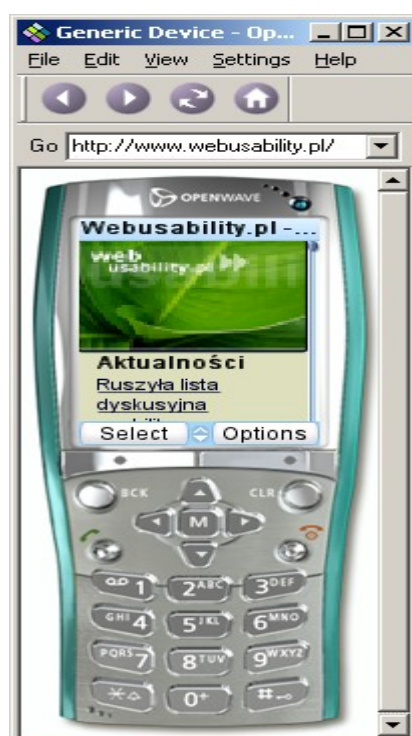 Generic Device - Op...
File Edit View Settings Help
Go http://www.webusability.pl/
OPENWAVE
Webusability.pl -...
web
usability.pl
Aktualności
Ruszyła lista
dyskusyjna
Select Options
BCK CLR
M
1 2ABC 3DEF
GHI4 5JKL 6MNO
PQRS7 8TUV 9WXYZ
* 0+ #